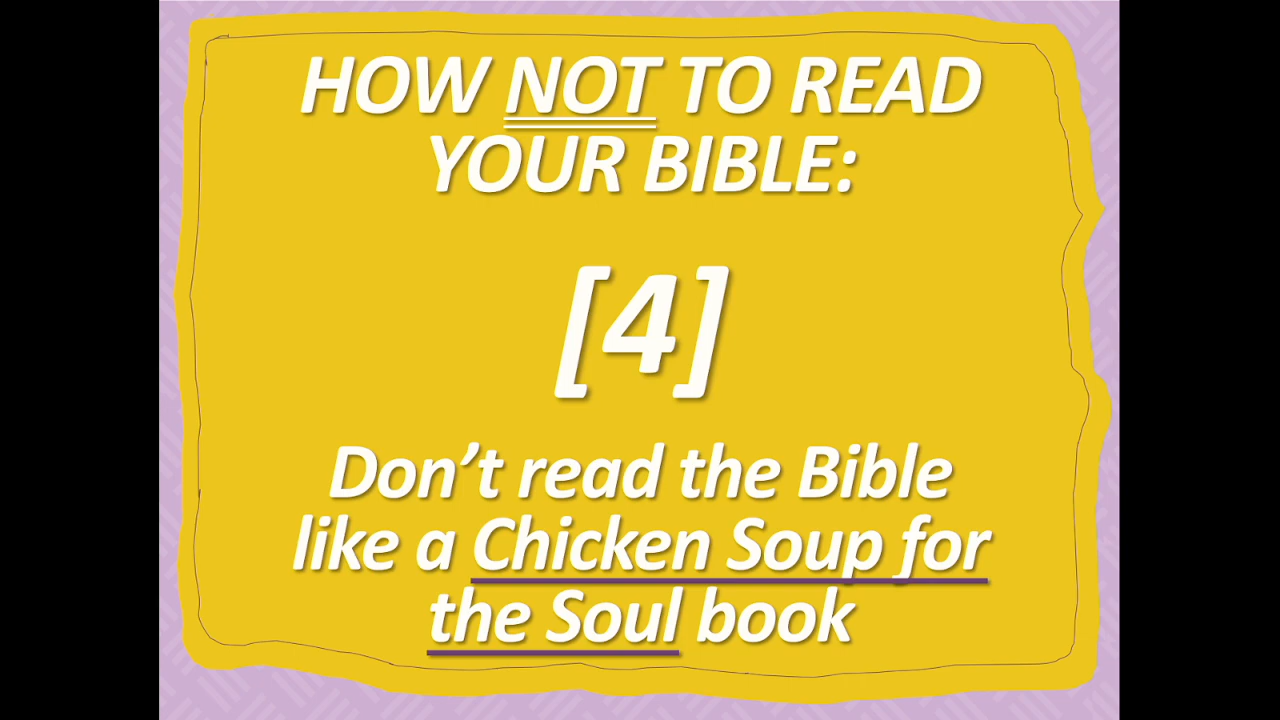 HOW NOT TO READ
YOUR BIBLE:
[4]
Don’t read the Bible
like a Chicken Soup for
the Soul book